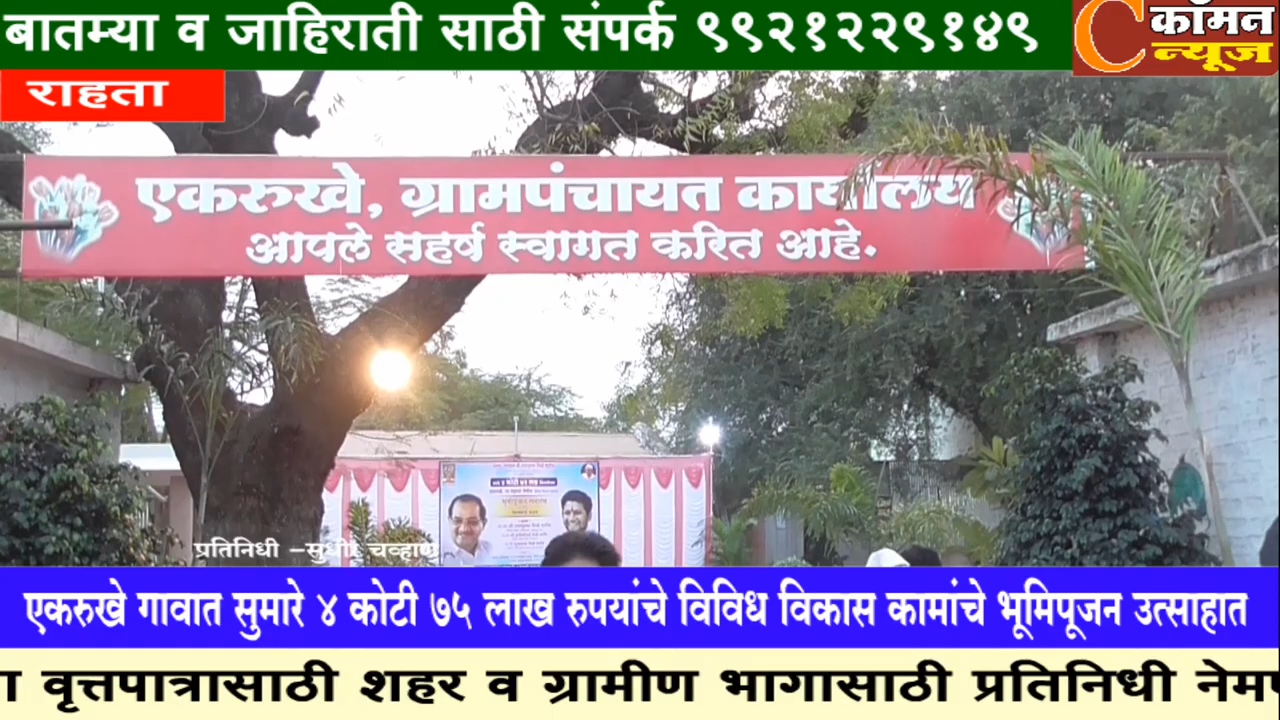 बातम्या व जाहिराती साठी संपर्क ९९२१२२९१४९
कॉमन
न्यूज
राहता
एकरुखे, ग्रामपंचायत कार्यालय
आपले सहर्ष स्वागत करित आहे.
प्रतिनिधी -सुधीर चव्हाण
एकरुखे गावात सुमारे ४ कोटी ७५ लाख रुपयांचे विविध विकास कामांचे भूमिपूजन उत्साहात
वृत्तपात्रासाठी शहर व ग्रामीण भागासाठी प्रतिनिधी